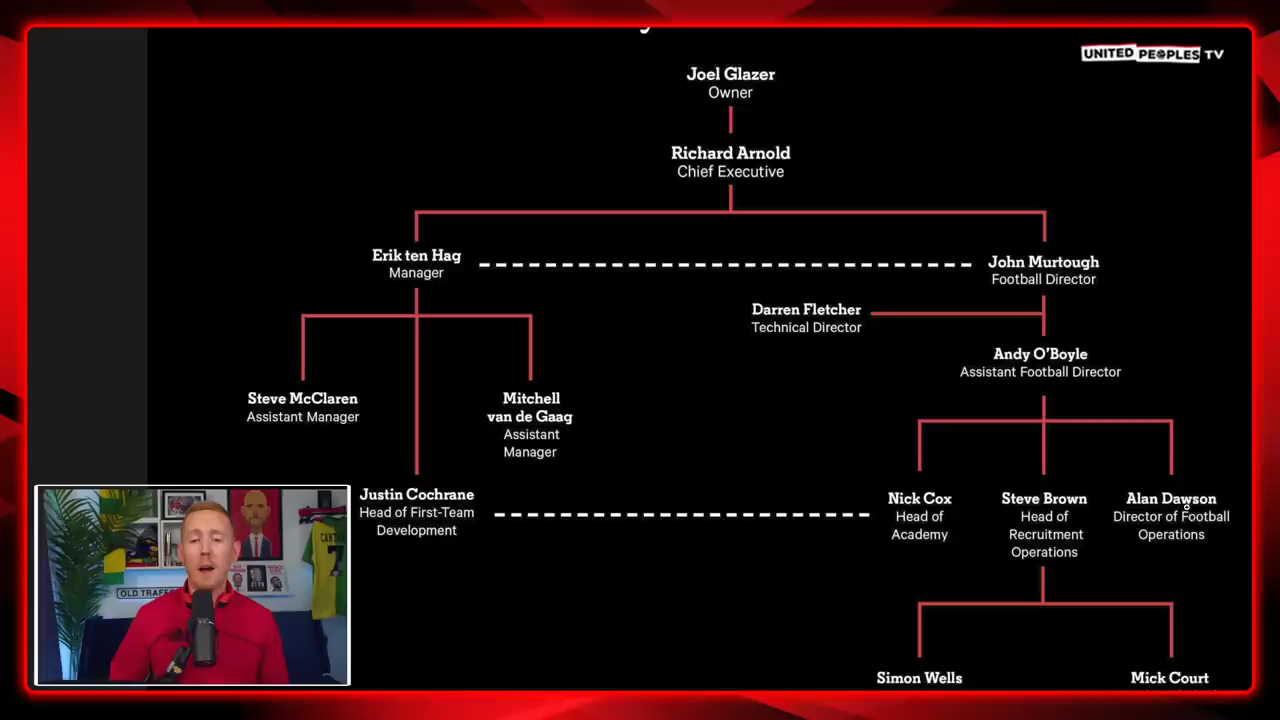 UNITED PEOPLES TV
Joel Glazer
Owner
Richard Arnold
Chief Executive
Erik ten Hag
Manager
John Murtough
Football Director
Darren Fletcher
Technical Director
Andy O'Boyle
Assistant Football Director
Steve McClaren
Assistant Manager
Mitchell
van de Gaag
Assistant
Manager
Justin Cochrane
Head of First-Team
Development
Nick Cox
Head of
Academy
Steve Brown
Head of
Recruitment
Operations
Alan Dawson
Director of Football
Operations
Simon Wells
Mick Court
CANT
7
OLD TRAFF